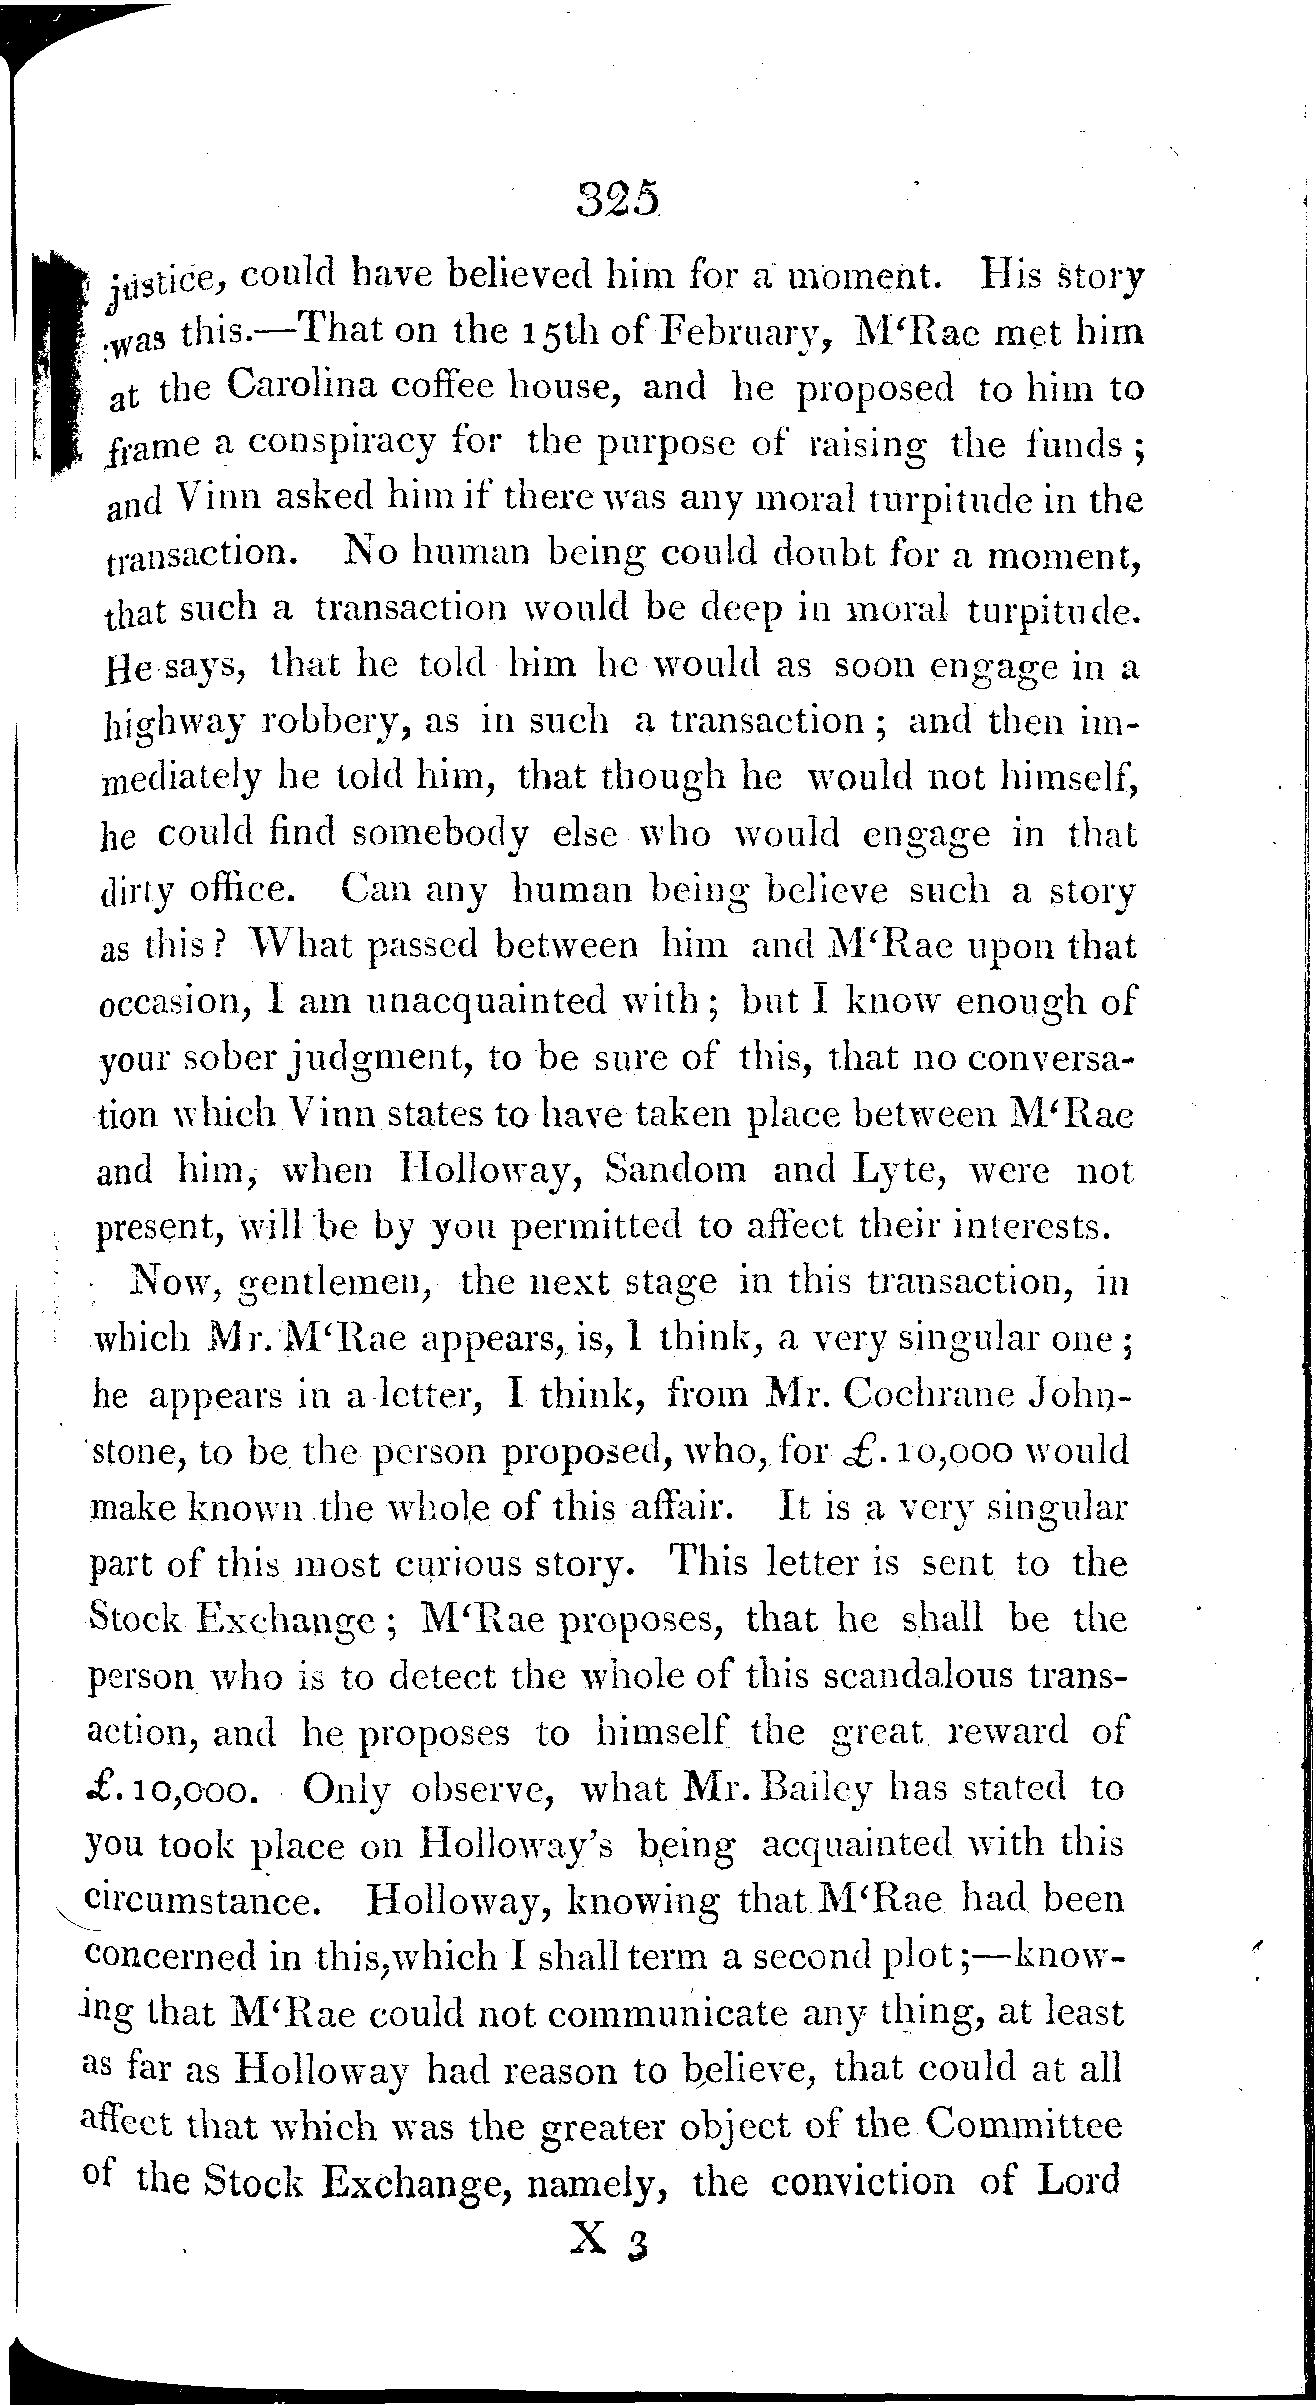 325
justice, could have believed him for a moment. His story
was this.—That on the 15th of February, M‘Rae met him
at the Carolina coffee house, and he proposed to him to
frame a conspiracy for the purpose of raising the funds ;
and Vinn asked him if there was any moral turpitude in the
transaction. No human being could doubt for a moment,
that such a transaction would be deep in moral turpitude.
He says, that he told him he would as soon engage in a
highway robbery, as in such a transaction ; and then im-
mediately he told him, that though he would not himself,
he could find somebody else who would engage in that
dirty office. Can any human being believe such a story
as this ? What passed between him and M‘Rae upon that
occasion, I am unacquainted with ; but I know enough of
your sober judgment, to be sure of this, that no conversa-
tion which Vinn states to have taken place between M‘Rae
and him, when Holloway, Sandom and Lyte, were not
present, will be by you permitted to affect their interests.
Now, gentlemen, the next stage in this transaction, in
which Mr. M‘Rae appears, is, I think, a very singular one ;
he appears in a letter, I think, from Mr. Cochrane John-
stone, to be the person proposed, who, for £. 10,000 would
make known the whole of this affair. It is a very singular
part of this most curious story. This letter is sent to the
Stock Exchange ; M‘Rae proposes, that he shall be the
person who is to detect the whole of this scandalous trans-
action, and he proposes to himself the great reward of
£. 10,000. Only observe, what Mr. Bailey has stated to
you took place on Holloway's being acquainted with this
circumstance. Holloway, knowing that M‘Rae had been
concerned in this, which I shall term a second plot ;—know-
ing that M‘Rae could not communicate any thing, at least
as far as Holloway had reason to believe, that could at all
affect that which was the greater object of the Committee
of the Stock Exchange, namely, the conviction of Lord
X 3